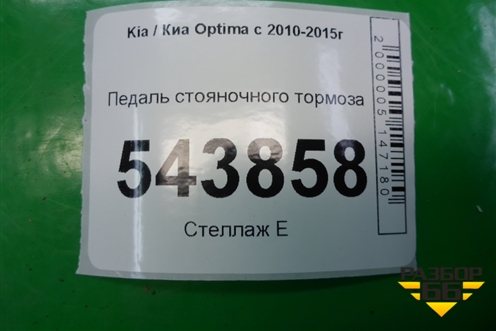 Kia / Киа Optima с 2010-2015г
Педаль стояночного тормоза
543858
Стеллаж Е
2000005147180
РАЗБОР
66